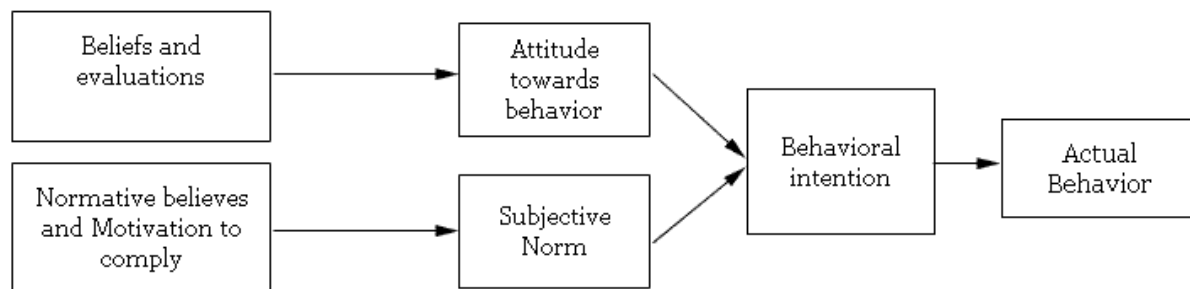 Beliefs and
evaluations
Attitude
towards
behavior
Behavioral
intention
Actual
Behavior
Normative believes
and Motivation to
comply
Subjective
Norm